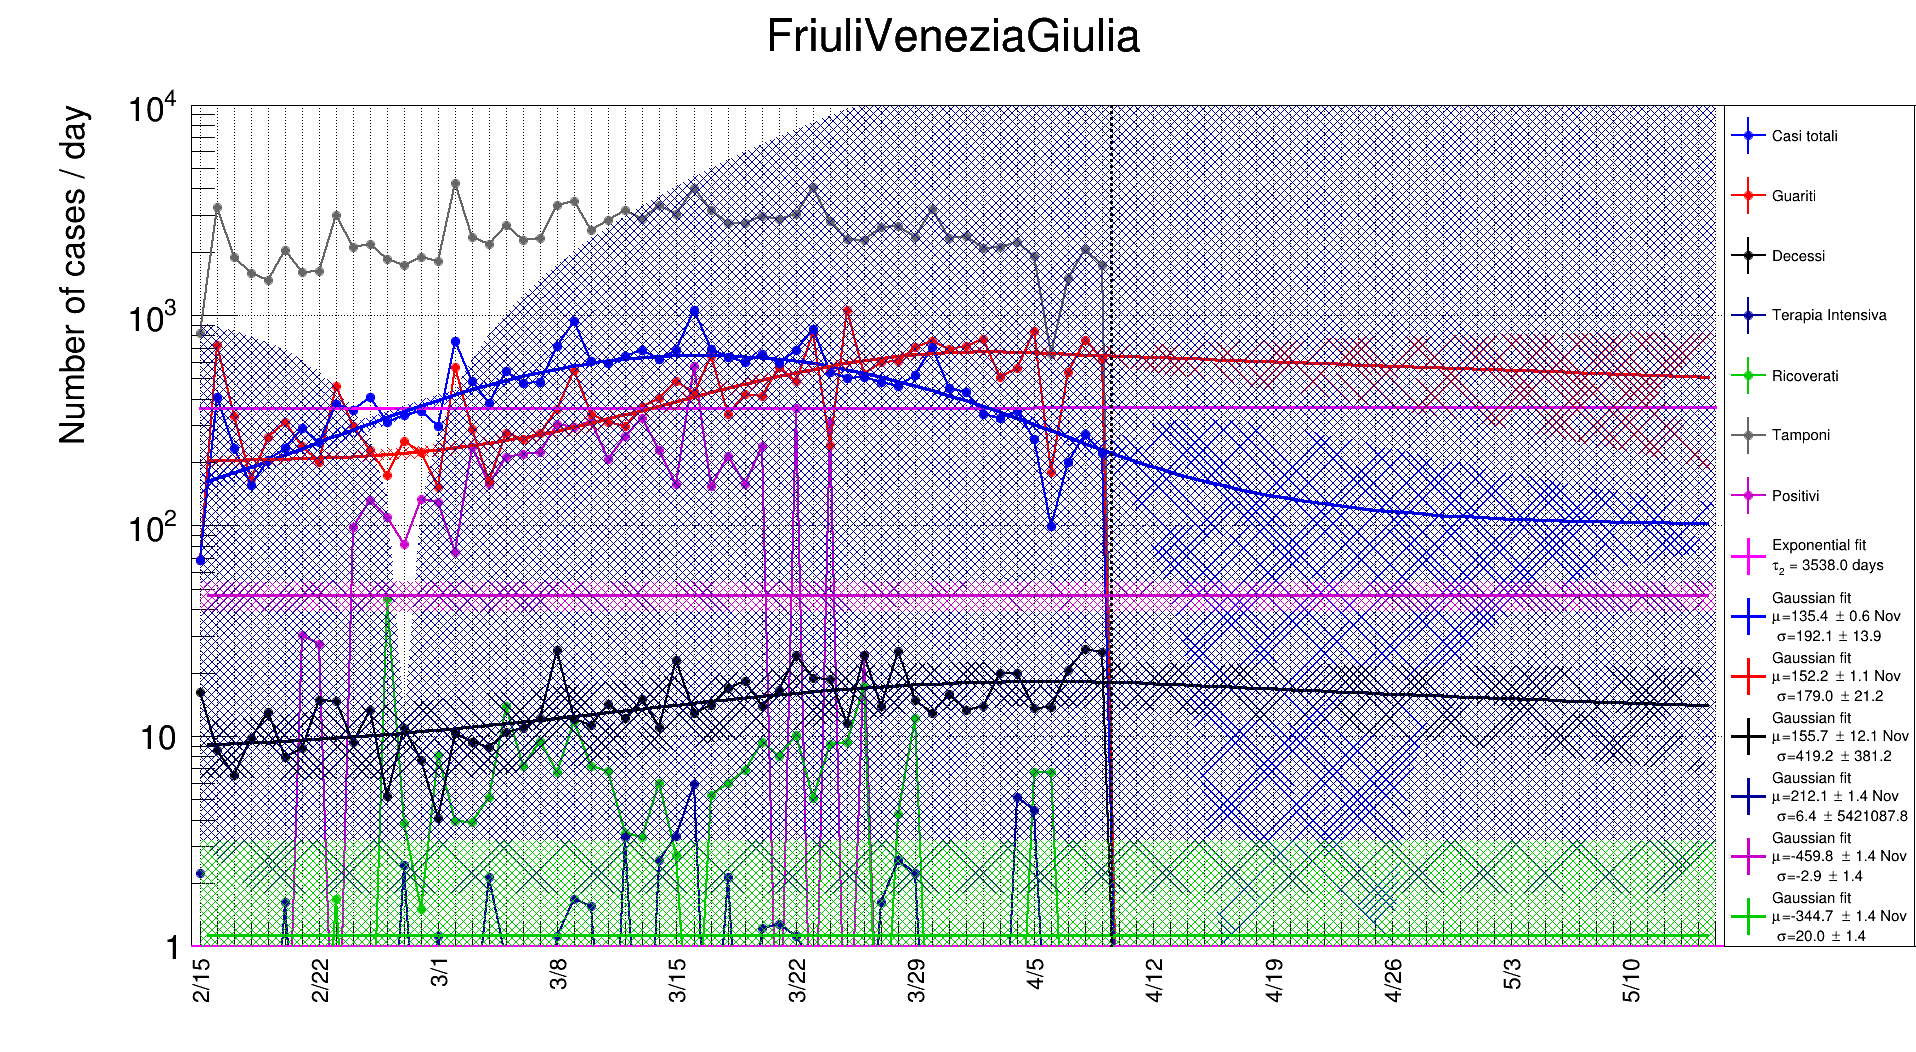 FriuliVeneziaGiulia
Number of cases / day
10^4
10^3
10^2
10
1
2/15
2/22
3/1
3/8
3/15
3/22
3/29
4/5
4/12
4/19
4/26
5/3
5/10
Casi totali
Guariti
Decessi
Terapia Intensiva
Ricoverati
Tamponi
Positivi
Exponential fit
τ₂ = 3538.0 days
Gaussian fit
μ=135.4 ± 0.6 Nov
σ=192.1 ± 13.9
Gaussian fit
μ=152.2 ± 1.1 Nov
σ=179.0 ± 21.2
Gaussian fit
μ=155.7 ± 12.1 Nov
σ=419.2 ± 381.2
Gaussian fit
μ=212.1 ± 1.4 Nov
σ=6.4 ± 5421087.8
Gaussian fit
μ=-459.8 ± 1.4 Nov
σ=-2.9 ± 1.4
Gaussian fit
μ=-344.7 ± 1.4 Nov
σ=20.0 ± 1.4